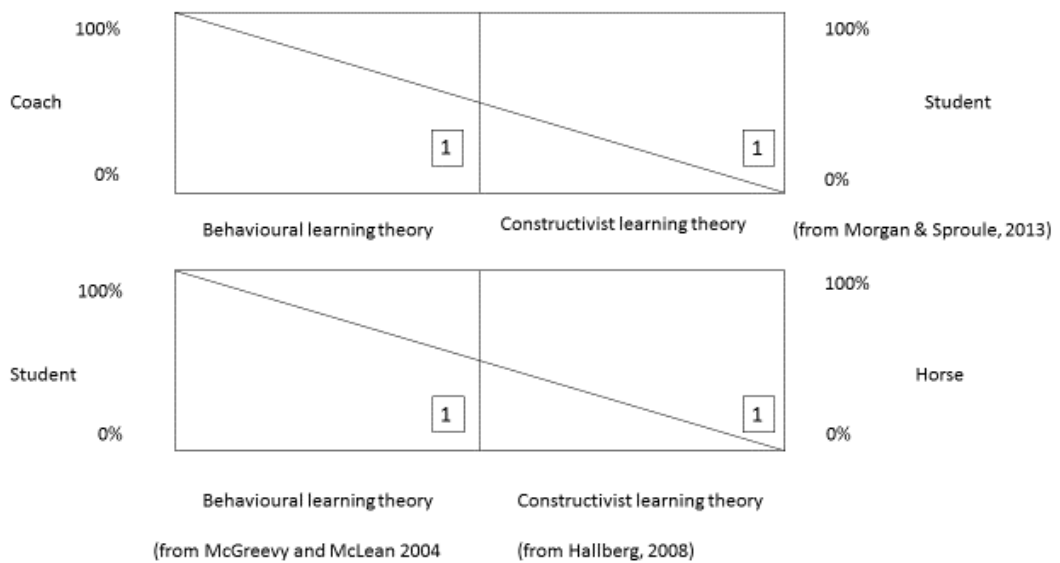 100%
100%
Coach
Student
1
1
0%
0%
Behavioural learning theory
Constructivist learning theory
(from Morgan & Sproule, 2013)
100%
100%
Student
Horse
1
1
0%
0%
Behavioural learning theory
Constructivist learning theory
(from McGreevy and McLean 2004
(from Hallberg, 2008)